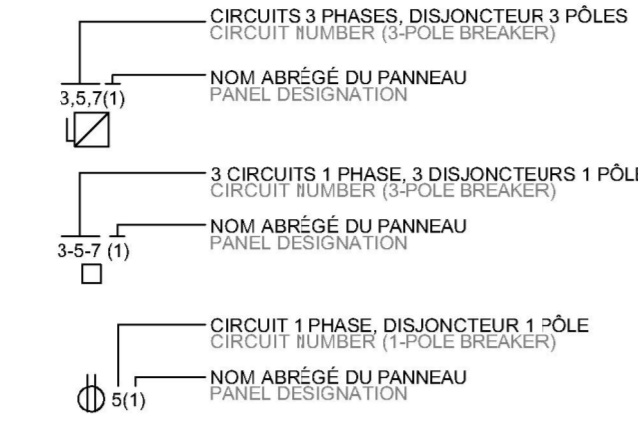 CIRCUITS 3 PHASES, DISJONCTEUR 3 PÔLES
CIRCUIT NUMBER (3-POLE BREAKER)
NOM ABRÉGÉ DU PANNEAU
PANEL DESIGNATION
3,5,7(1)
3 CIRCUITS 1 PHASE, 3 DISJONCTEURS 1 PÔLE
CIRCUIT NUMBER (3-POLE BREAKER)
NOM ABRÉGÉ DU PANNEAU
PANEL DESIGNATION
3-5-7 (1)
CIRCUIT 1 PHASE, DISJONCTEUR 1 PÔLE
CIRCUIT NUMBER (1-POLE BREAKER)
NOM ABRÉGÉ DU PANNEAU
PANEL DESIGNATION
5(1)